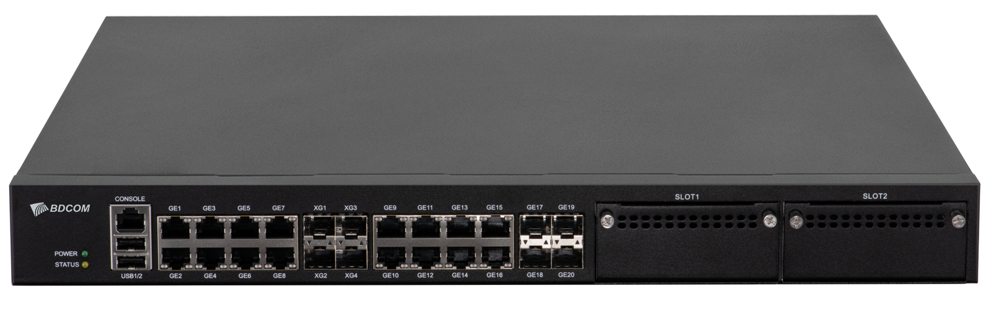 BDCOM
POWER
STATUS
CONSOLE
USB1/2
GE1 GE3 GE5 GE7
GE2 GE4 GE6 GE8
XG1 XG3
XG2 XG4
GE9 GE11 GE13 GE15
GE10 GE12 GE14 GE16
GE17 GE19
GE18 GE20
SLOT1
SLOT2